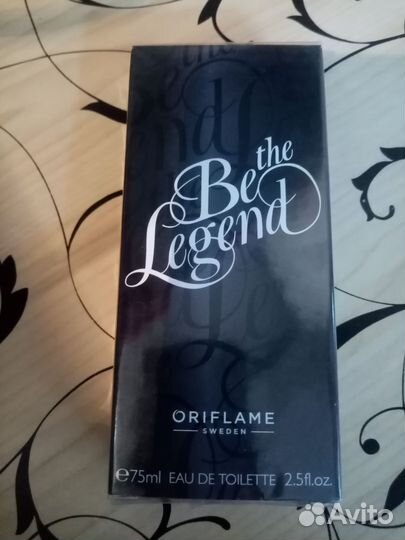 Be the
Legend
ORIFLAME
SWEDEN
℮75ml EAU DE TOILETTE 2.5fl.oz.
Avito